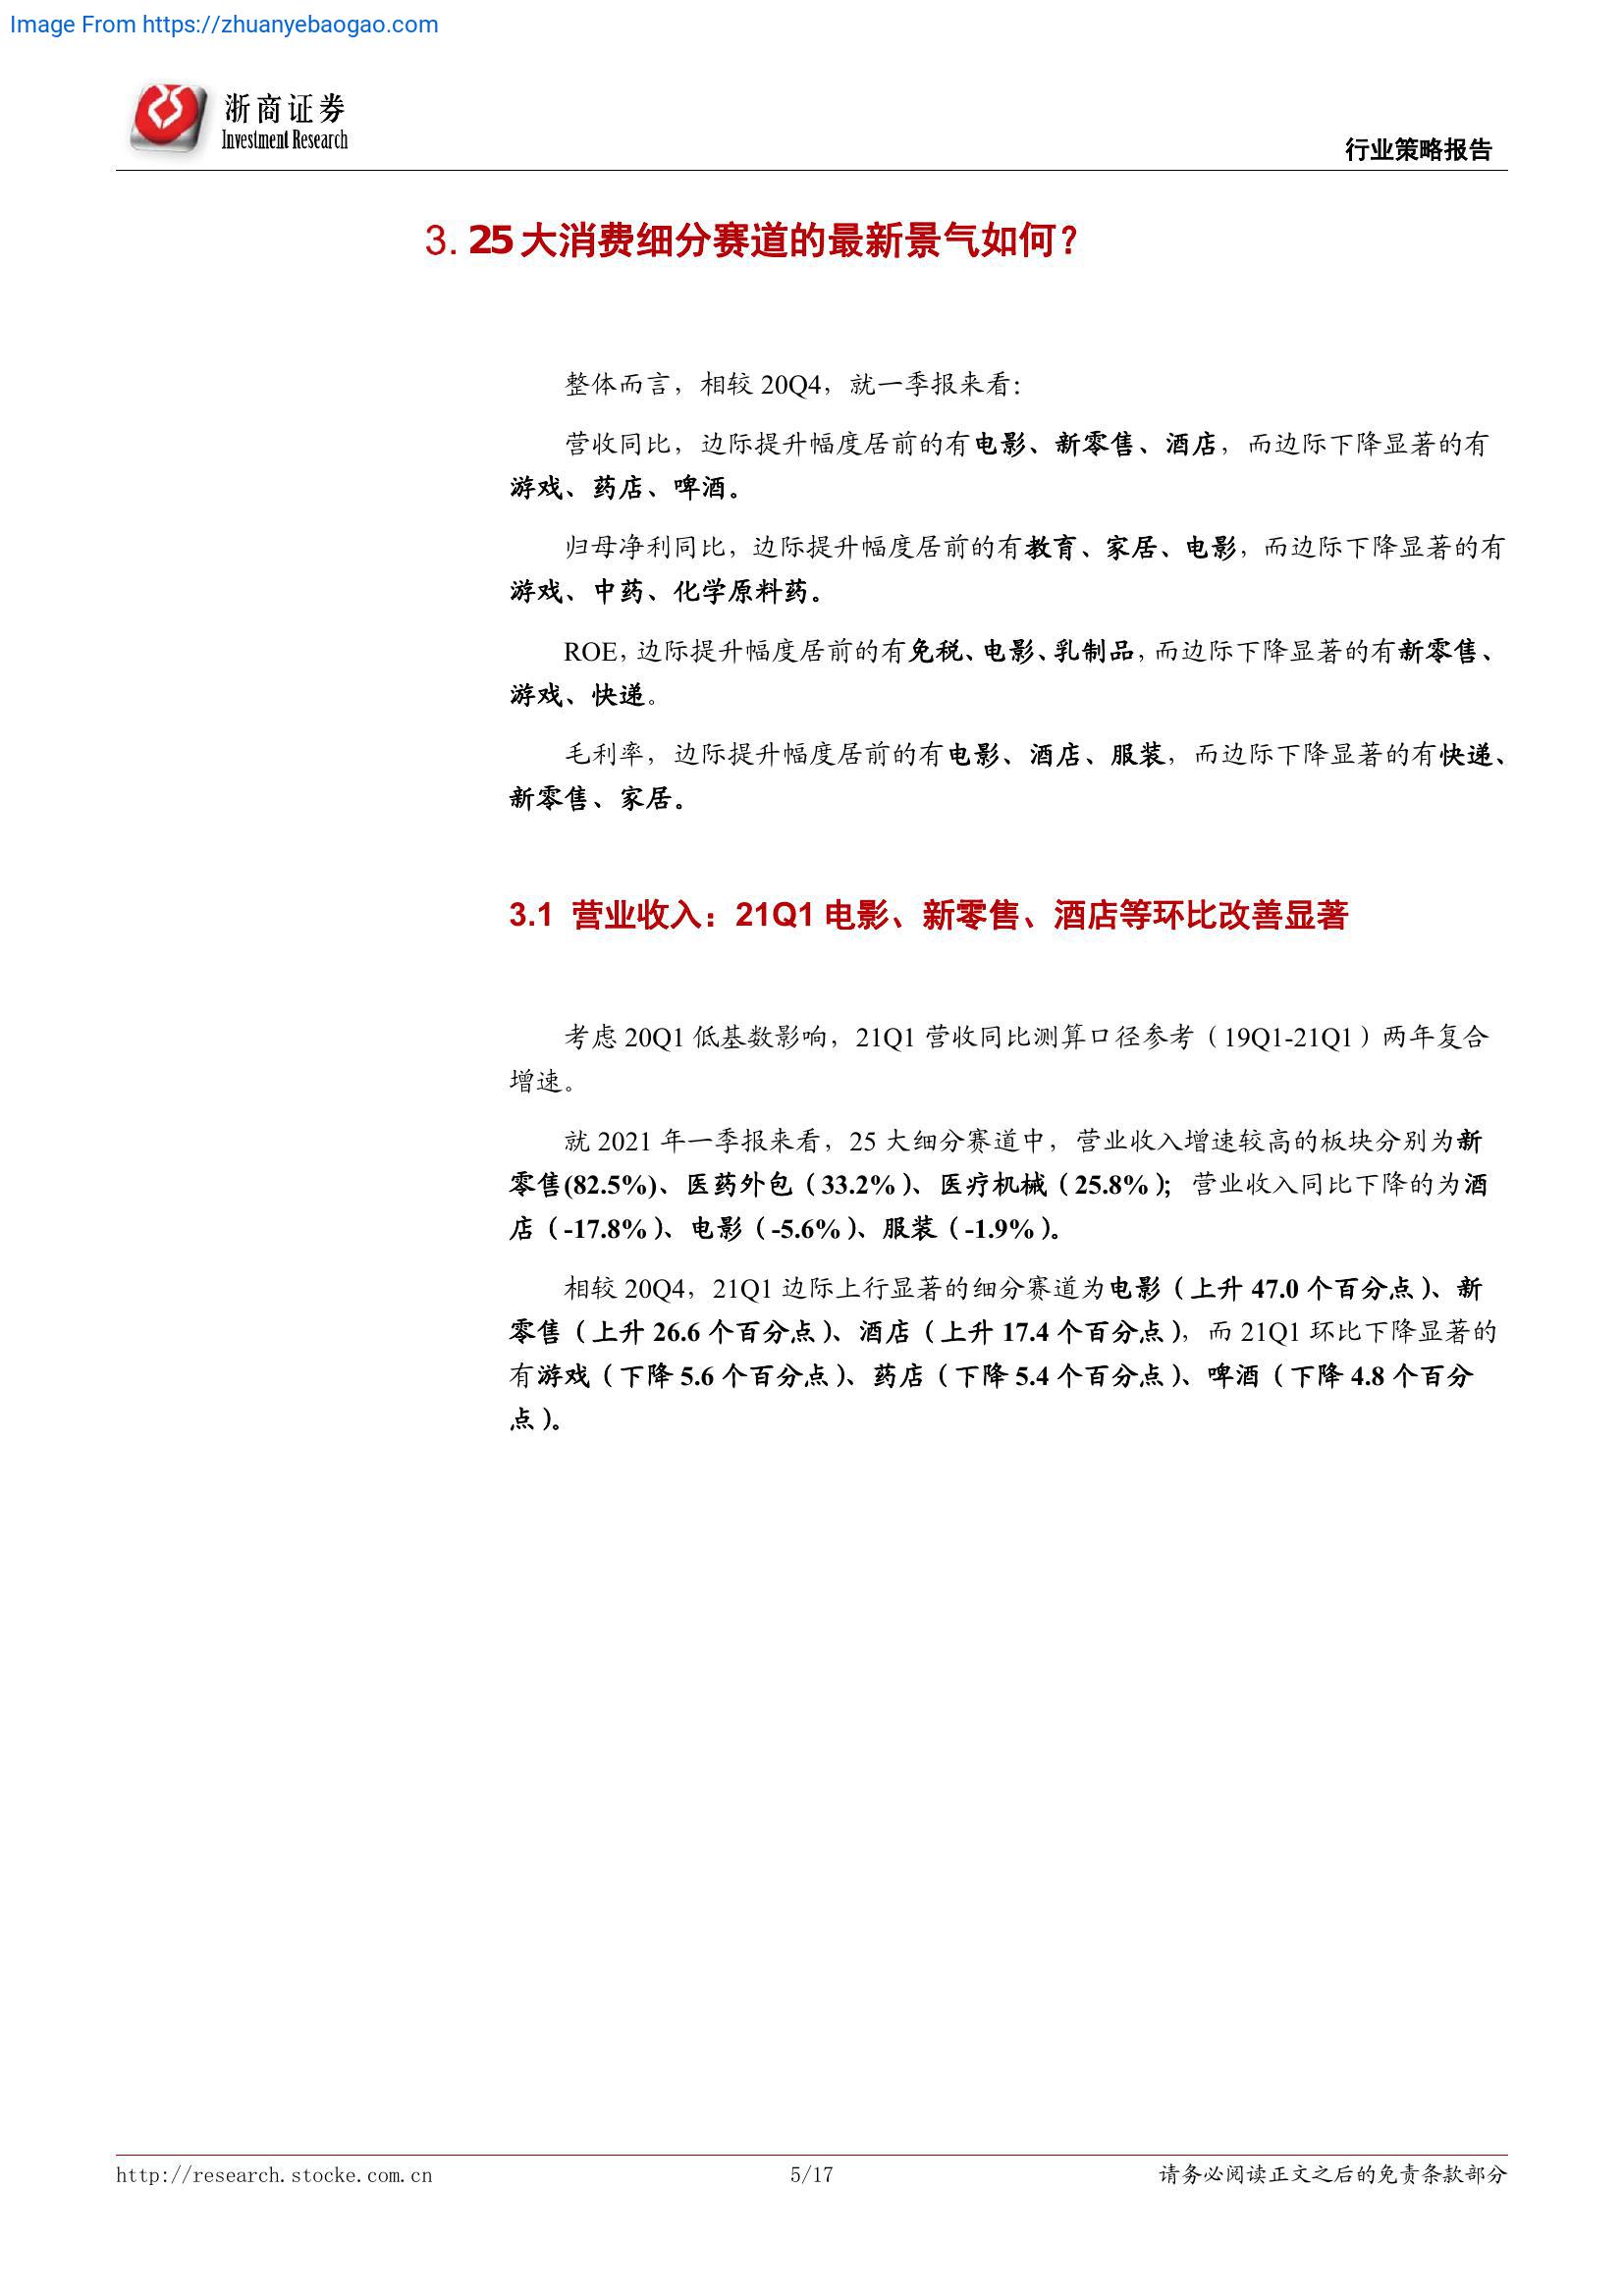 Image From https://zhuanyebaogao.com
浙商证券
Investment Research
行业策略报告
3. 25 大消费细分赛道的最新景气如何？
整体而言，相较 20Q4，就一季报来看：
营收同比，边际提升幅度居前的有电影、新零售、酒店，而边际下降显著的有
游戏、药店、啤酒。
归母净利同比，边际提升幅度居前的有教育、家居、电影，而边际下降显著的有
游戏、中药、化学原料药。
ROE，边际提升幅度居前的有免税、电影、乳制品，而边际下降显著的有新零售、
游戏、快递。
毛利率，边际提升幅度居前的有电影、酒店、服装，而边际下降显著的有快递、
新零售、家居。
3.1 营业收入：21Q1 电影、新零售、酒店等环比改善显著
考虑 20Q1 低基数影响，21Q1 营收同比测算口径参考（19Q1-21Q1）两年复合
增速。
就 2021 年一季报来看，25 大细分赛道中，营业收入增速较高的板块分别为新
零售(82.5%)、医药外包（33.2%）、医疗机械（25.8%）；营业收入同比下降的为酒
店（-17.8%）、电影（-5.6%）、服装（-1.9%）。
相较 20Q4，21Q1 边际上行显著的细分赛道为电影（上升 47.0 个百分点）、新
零售（上升 26.6 个百分点）、酒店（上升 17.4 个百分点），而 21Q1 环比下降显著的
有游戏（下降 5.6 个百分点）、药店（下降 5.4 个百分点）、啤酒（下降 4.8 个百分
点）。
http://research.stocke.com.cn
5/17
请务必阅读正文之后的免责条款部分